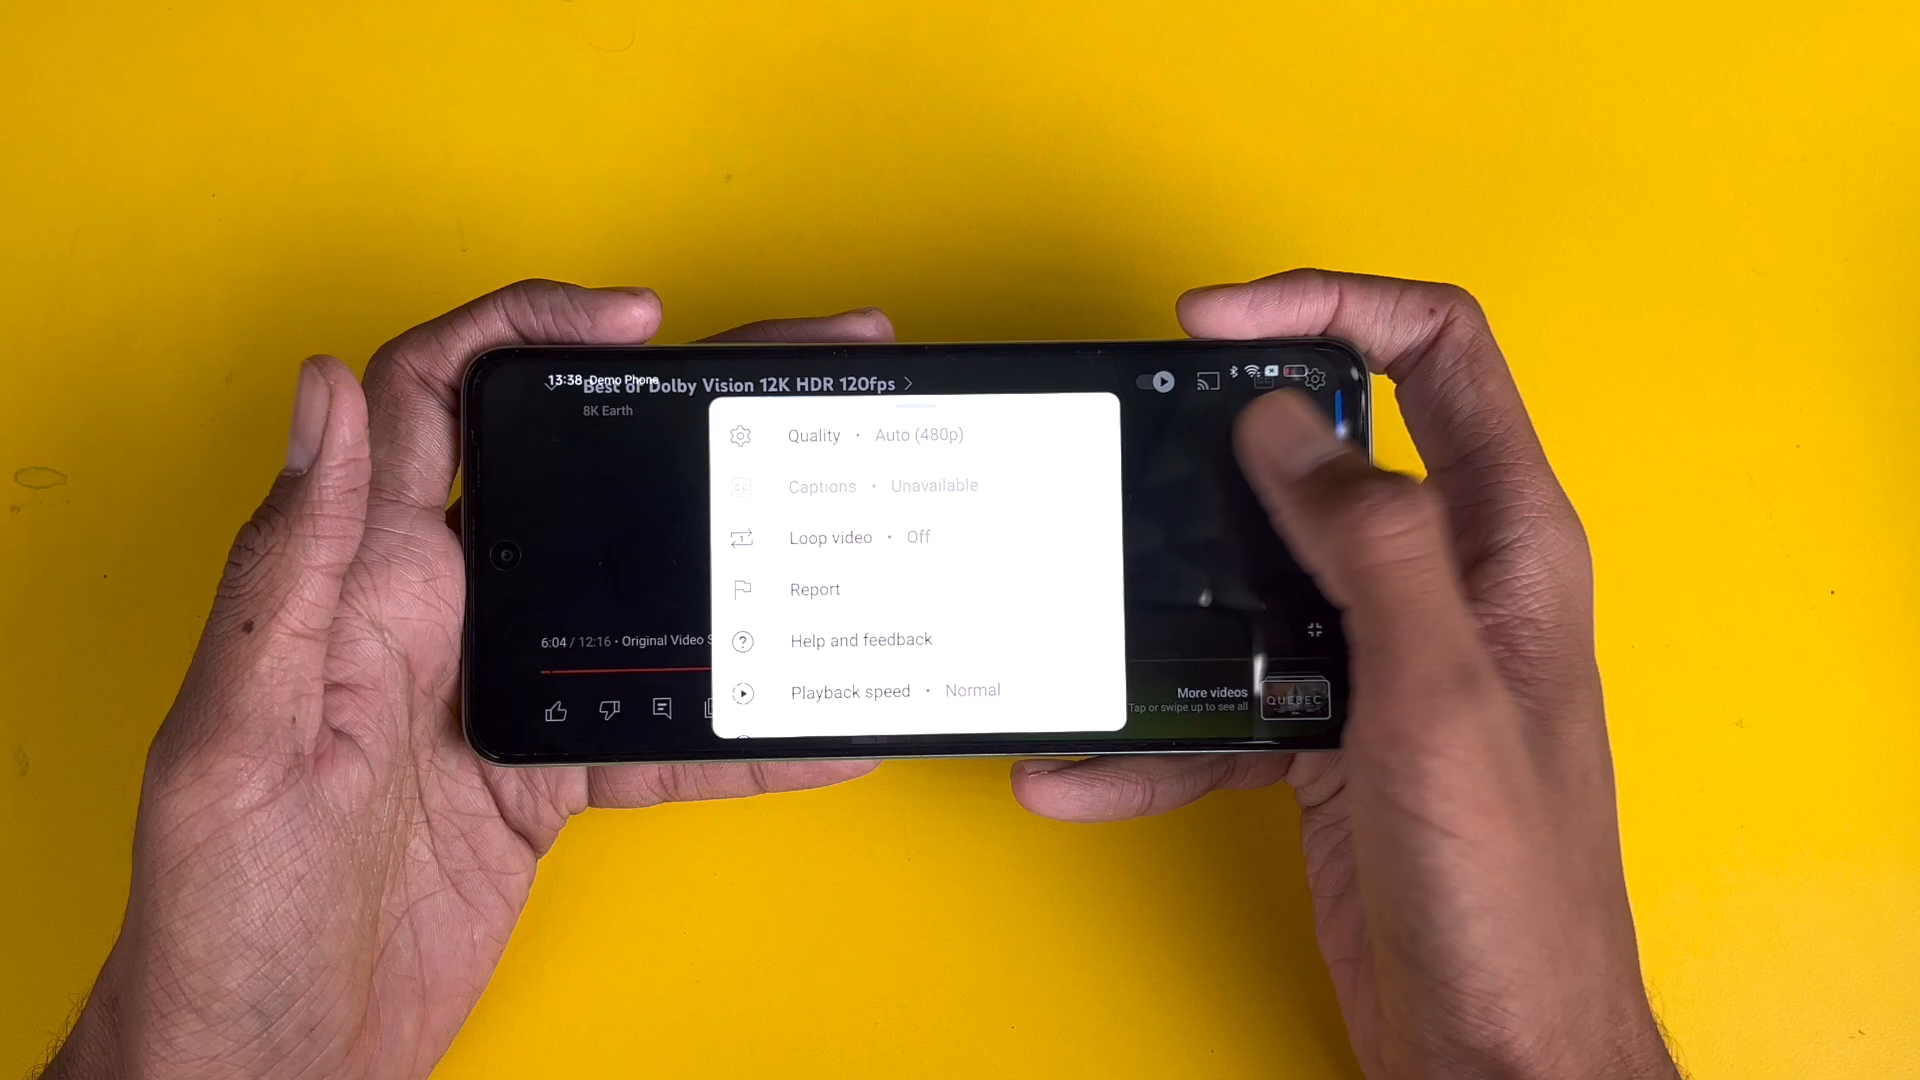 13:38 Demo Phone
Best of Dolby Vision 12K HDR 120fps
8K Earth
Quality • Auto (480p)
CC Captions • Unavailable
1 Loop video • Off
Report
? Help and feedback
Playback speed • Normal
6:04 / 12:16 • Original Video
More videos
Tap or swipe up to see all
QUEBEC